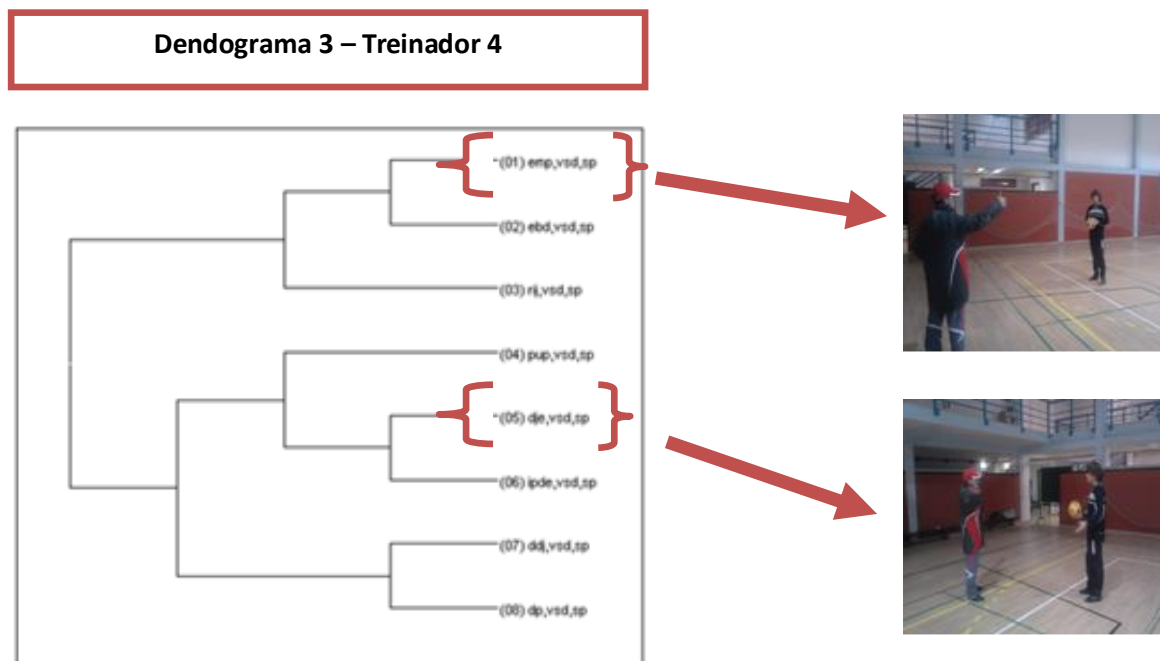 Dendograma 3 – Treinador 4
(01) emp,vsd,sp
(02) ebd,vsd,sp
(03) rij,vsd,sp
(04) pup,vsd,sp
(05) dje,vsd,sp
(06) ipde,vsd,sp
(07) ddj,vsd,sp
(08) dp,vsd,sp